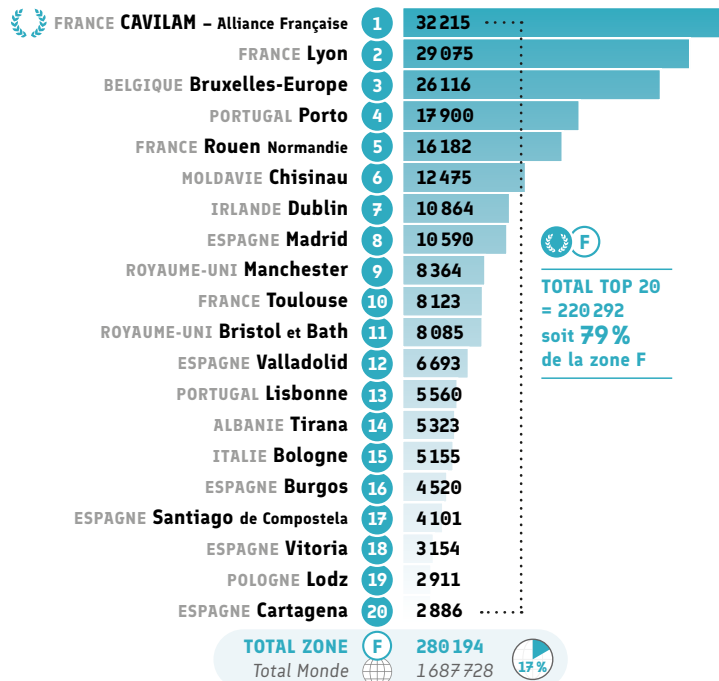 FRANCE CAVILAM – Alliance Française 1 32 215
FRANCE Lyon 2 29 075
BELGIQUE Bruxelles-Europe 3 26 116
PORTUGAL Porto 4 17 900
FRANCE Rouen Normandie 5 16 182
MOLDAVIE Chisinau 6 12 475
IRLANDE Dublin 7 10 864
ESPAGNE Madrid 8 10 590
ROYAUME-UNI Manchester 9 8 364
FRANCE Toulouse 10 8 123
ROYAUME-UNI Bristol et Bath 11 8 085
ESPAGNE Valladolid 12 6 693
PORTUGAL Lisbonne 13 5 560
ALBANIE Tirana 14 5 323
ITALIE Bologne 15 5 155
ESPAGNE Burgos 16 4 520
ESPAGNE Santiago de Compostela 17 4 101
ESPAGNE Vitoria 18 3 154
POLOGNE Lodz 19 2 911
ESPAGNE Cartagena 20 2 886
F
TOTAL TOP 20
= 220 292
soit 79 %
de la zone F
TOTAL ZONE F 280 194
Total Monde 1 687 728
17 %